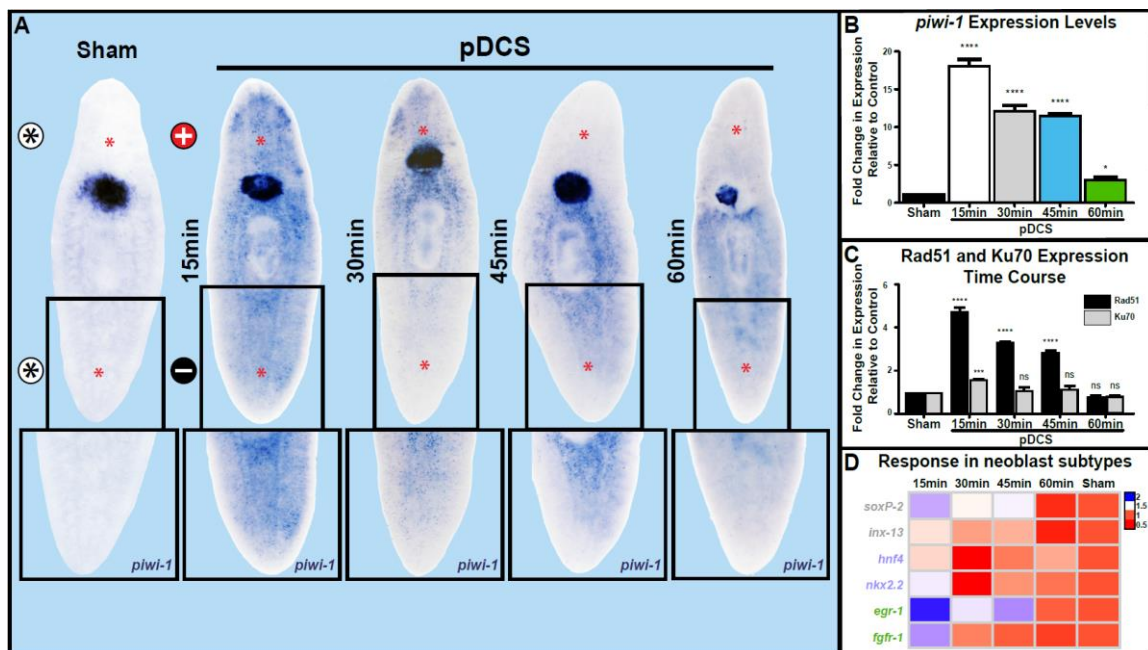 A
Sham
pDCS
15min
30min
45min
60min
piwi-1
piwi-1
piwi-1
piwi-1
piwi-1
B
piwi-1 Expression Levels
Fold Change in Expression
Relative to Control
20
15
10
5
0
****
****
****
*
Sham
15min
30min
45min
60min
pDCS
C
Rad51 and Ku70 Expression
Time Course
Fold Change in Expression
Relative to Control
6
4
2
0
Rad51
Ku70
****
***
****
ns
****
ns
ns
ns
Sham
15min
30min
45min
60min
pDCS
D
Response in neoblast subtypes
15min 30min 45min 60min Sham
soxP-2
inx-13
hnf4
nkx2.2
egr-1
fgfr-1
2
1.5
1
0.5